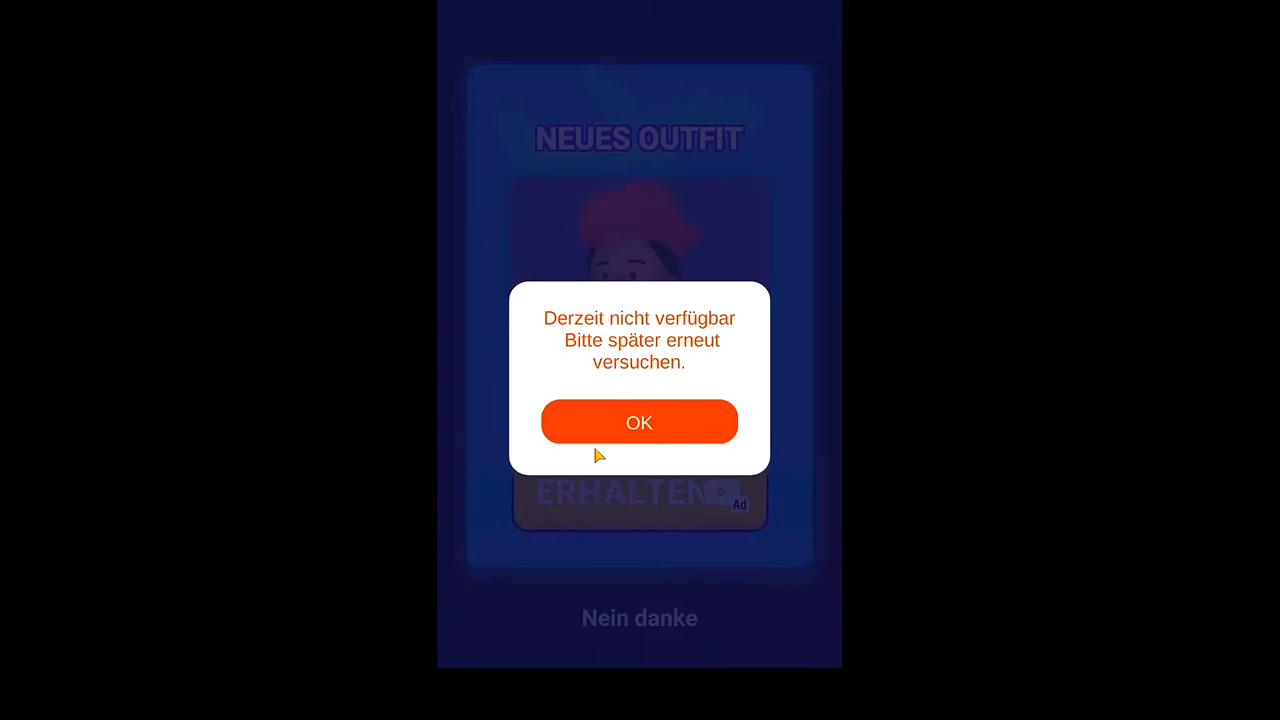 NEUES OUTFIT
Derzeit nicht verfügbar
Bitte später erneut
versuchen.
OK
ERHALTEN
Ad
Nein danke